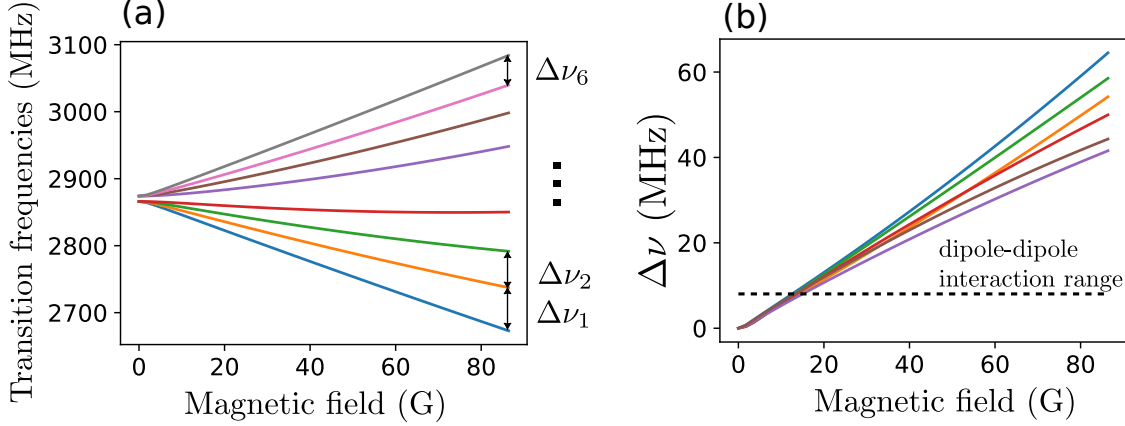 (a)
Transition frequencies (MHz)
3100
3000
2900
2800
2700
0
20
40
60
80
Magnetic field (G)
Δν6
Δν2
Δν1
(b)
Δν (MHz)
60
40
20
0
dipole-dipole
interaction range
0
20
40
60
80
Magnetic field (G)